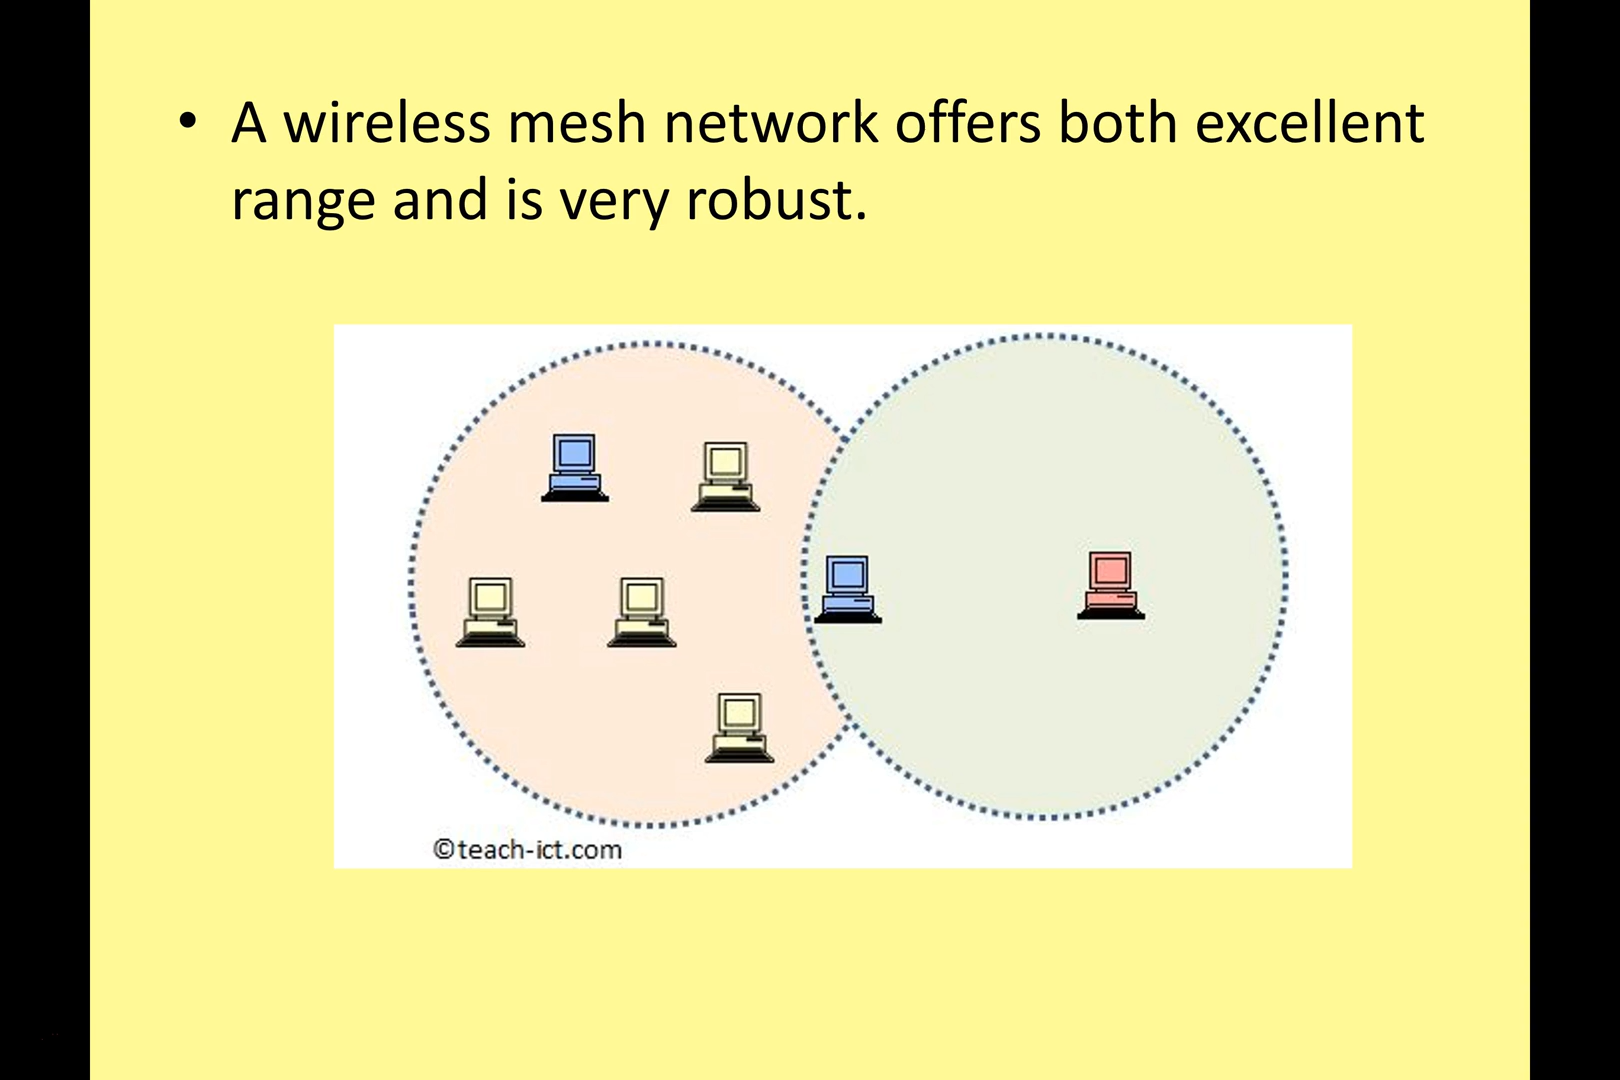 • A wireless mesh network offers both excellent
range and is very robust.
©teach-ict.com